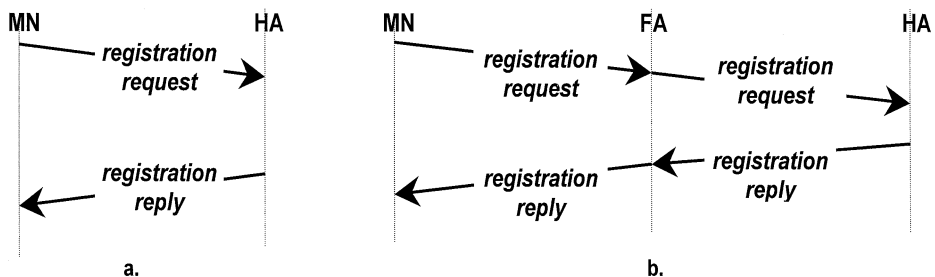 MN HA
registration
request
registration
reply
a.
MN FA HA
registration
request
registration
request
registration
reply
registration
reply
b.